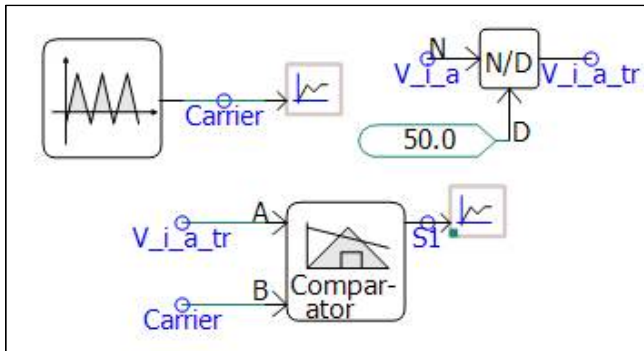 N
N/D
V_i_a
V_i_a_tr
Carrier
50.0
D
A
V_i_a_tr
S1
B
Compar-
ator
Carrier